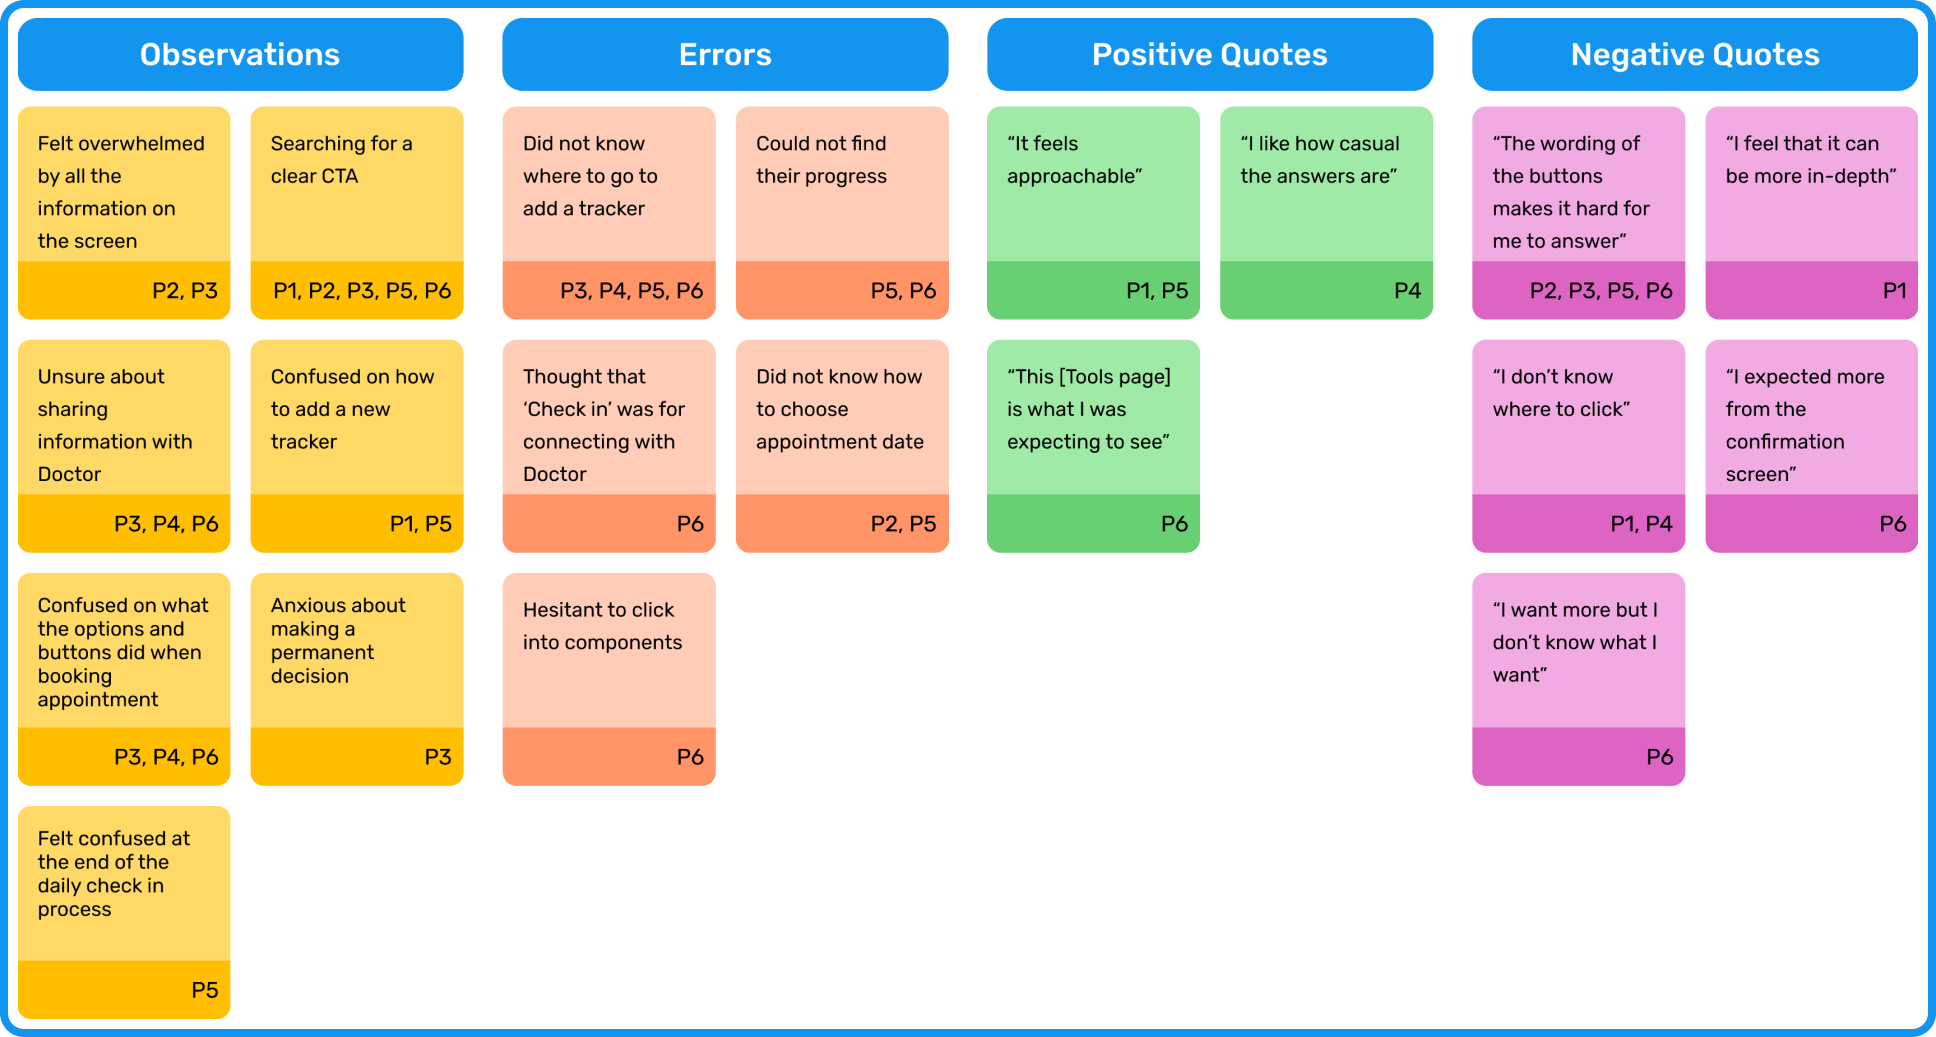 Observations
Felt overwhelmed
by all the
information on
the screen
P2, P3
Searching for a
clear CTA
P1, P2, P3, P5, P6
Unsure about
sharing
information with
Doctor
P3, P4, P6
Confused on how
to add a new
tracker
P1, P5
Confused on what
the options and
buttons did when
booking
appointment
P3, P4, P6
Anxious about
making a
permanent
decision
P3
Felt confused at
the end of the
daily check in
process
P5
Errors
Did not know
where to go to
add a tracker
P3, P4, P5, P6
Could not find
their progress
P5, P6
Thought that
‘Check in’ was for
connecting with
Doctor
P6
Did not know how
to choose
appointment date
P2, P5
Hesitant to click
into components
P6
Positive Quotes
“It feels
approachable”
P1, P5
“I like how casual
the answers are”
P4
“This [Tools page]
is what I was
expecting to see”
P6
Negative Quotes
“The wording of
the buttons
makes it hard for
me to answer”
P2, P3, P5, P6
“I feel that it can
be more in-depth”
P1
“I don’t know
where to click”
P1, P4
“I expected more
from the
confirmation
screen”
P6
“I want more but I
don’t know what I
want”
P6